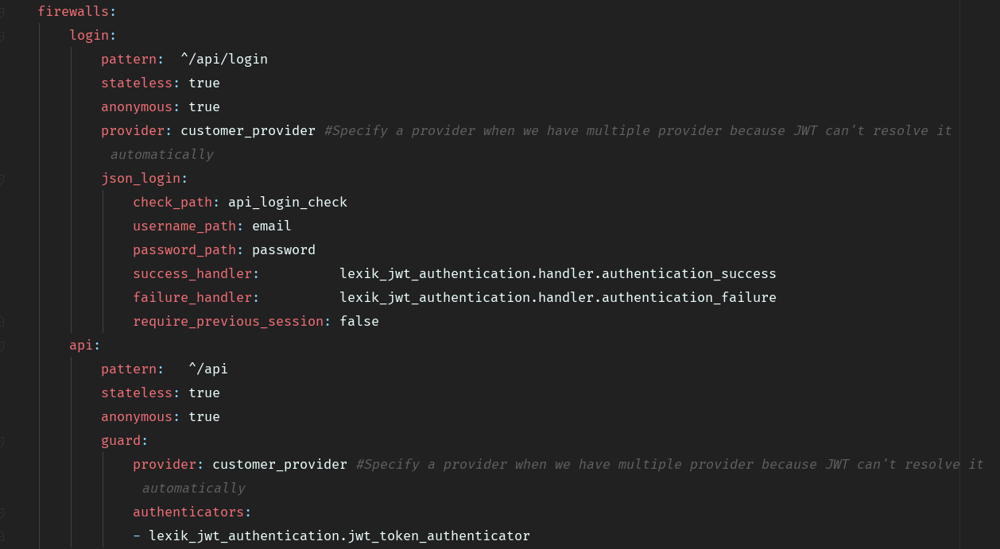 firewalls:
login:
pattern:  ^/api/login
stateless: true
anonymous: true
provider: customer_provider #Specify a provider when we have multiple provider because JWT can't resolve it
automatically
json_login:
check_path: api_login_check
username_path: email
password_path: password
success_handler:          lexik_jwt_authentication.handler.authentication_success
failure_handler:          lexik_jwt_authentication.handler.authentication_failure
require_previous_session: false
api:
pattern:   ^/api
stateless: true
anonymous: true
guard:
provider: customer_provider #Specify a provider when we have multiple provider because JWT can't resolve it
automatically
authenticators:
- lexik_jwt_authentication.jwt_token_authenticator